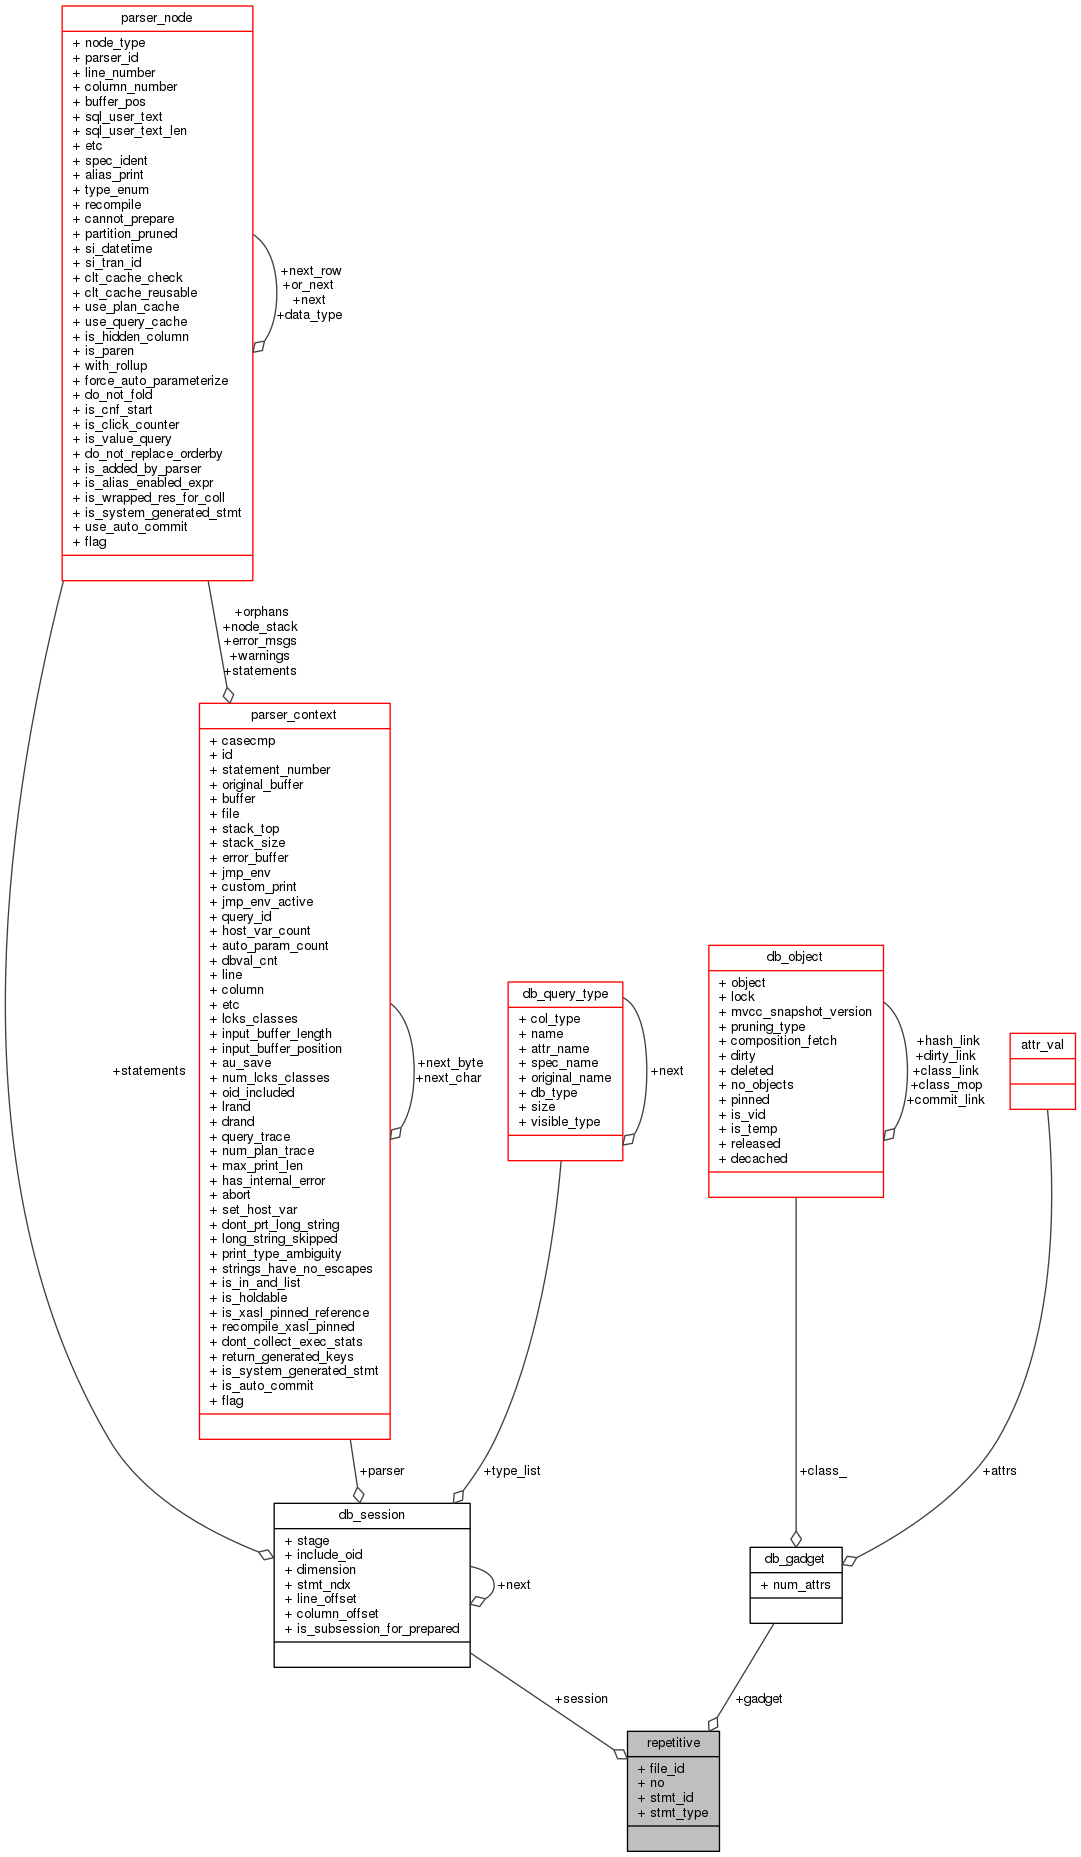 parser_node
+ node_type
+ parser_id
+ line_number
+ column_number
+ buffer_pos
+ sql_user_text
+ sql_user_text_len
+ etc
+ spec_ident
+ alias_print
+ type_enum
+ recompile
+ cannot_prepare
+ partition_pruned
+ si_datetime
+ si_tran_id
+ clt_cache_check
+ clt_cache_reusable
+ use_plan_cache
+ use_query_cache
+ is_hidden_column
+ is_paren
+ with_rollup
+ force_auto_parameterize
+ do_not_fold
+ is_cnf_start
+ is_click_counter
+ is_value_query
+ do_not_replace_orderby
+ is_added_by_parser
+ is_alias_enabled_expr
+ is_wrapped_res_for_coll
+ is_system_generated_stmt
+ use_auto_commit
+ flag
+next_row
+or_next
+next
+data_type
+orphans
+node_stack
+error_msgs
+warnings
+statements
parser_context
+ casecmp
+ id
+ statement_number
+ original_buffer
+ buffer
+ file
+ stack_top
+ stack_size
+ error_buffer
+ jmp_env
+ custom_print
+ jmp_env_active
+ query_id
+ host_var_count
+ auto_param_count
+ dbval_cnt
+ line
+ column
+ etc
+ lcks_classes
+ input_buffer_length
+ input_buffer_position
+ au_save
+ num_lcks_classes
+ oid_included
+ lrand
+ drand
+ query_trace
+ num_plan_trace
+ max_print_len
+ has_internal_error
+ abort
+ set_host_var
+ dont_prt_long_string
+ long_string_skipped
+ print_type_ambiguity
+ strings_have_no_escapes
+ is_in_and_list
+ is_holdable
+ is_xasl_pinned_reference
+ recompile_xasl_pinned
+ dont_collect_exec_stats
+ return_generated_keys
+ is_system_generated_stmt
+ is_auto_commit
+ flag
+next_byte
+next_char
+statements
db_query_type
+ col_type
+ name
+ attr_name
+ spec_name
+ original_name
+ db_type
+ size
+ visible_type
+next
db_object
+ object
+ lock
+ mvcc_snapshot_version
+ pruning_type
+ composition_fetch
+ dirty
+ deleted
+ no_objects
+ pinned
+ is_vid
+ is_temp
+ released
+ decached
+hash_link
+dirty_link
+class_link
+class_mop
+commit_link
attr_val
+parser
+type_list
+class_
+attrs
db_session
+ stage
+ include_oid
+ dimension
+ stmt_ndx
+ line_offset
+ column_offset
+ is_subsession_for_prepared
+next
db_gadget
+ num_attrs
+session
+gadget
repetitive
+ file_id
+ no
+ stmt_id
+ stmt_type